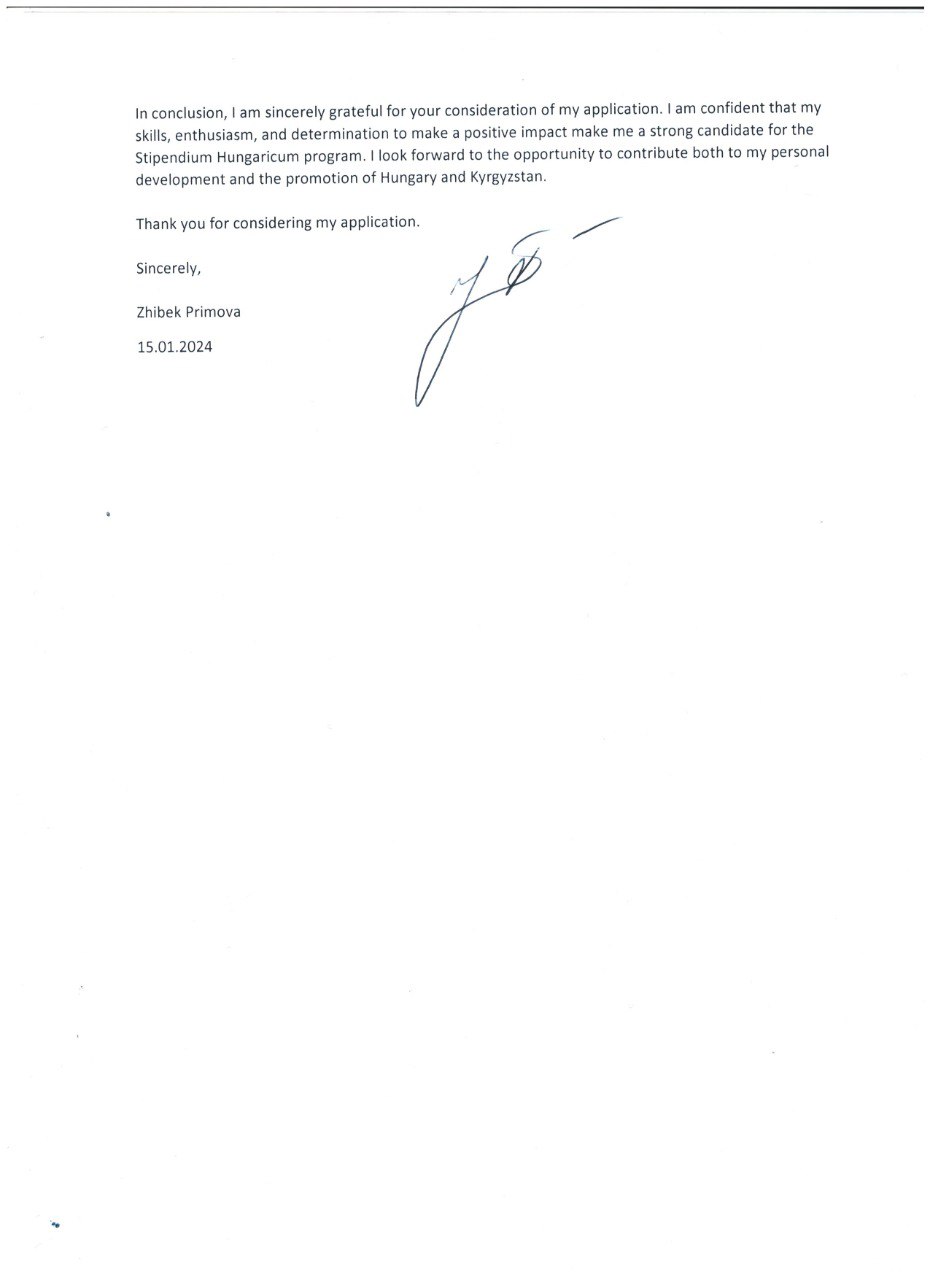 In conclusion, I am sincerely grateful for your consideration of my application. I am confident that my
skills, enthusiasm, and determination to make a positive impact make me a strong candidate for the
Stipendium Hungaricum program. I look forward to the opportunity to contribute both to my personal
development and the promotion of Hungary and Kyrgyzstan.
Thank you for considering my application.
Sincerely,
Zhibek Primova
15.01.2024